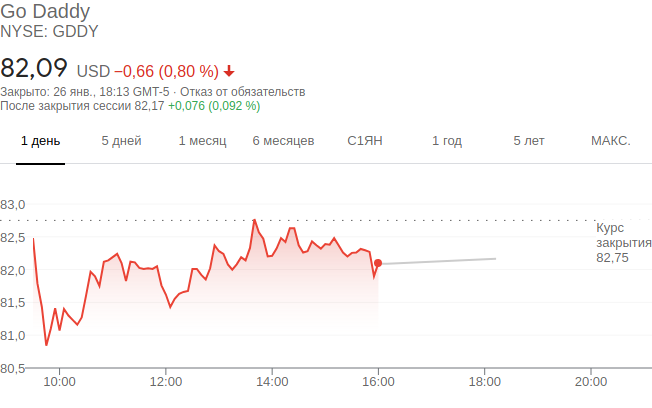 Go Daddy
NYSE: GDDY
82,09 USD −0,66 (0,80 %)
Закрыто: 26 янв., 18:13 GMT-5 · Отказ от обязательств
После закрытия сессии 82,17 +0,076 (0,092 %)
1 день 5 дней 1 месяц 6 месяцев С1ЯН 1 год 5 лет МАКС.
83,0
82,5
82,0
81,5
81,0
80,5
Курс
закрытия
82,75
10:00 12:00 14:00 16:00 18:00 20:00